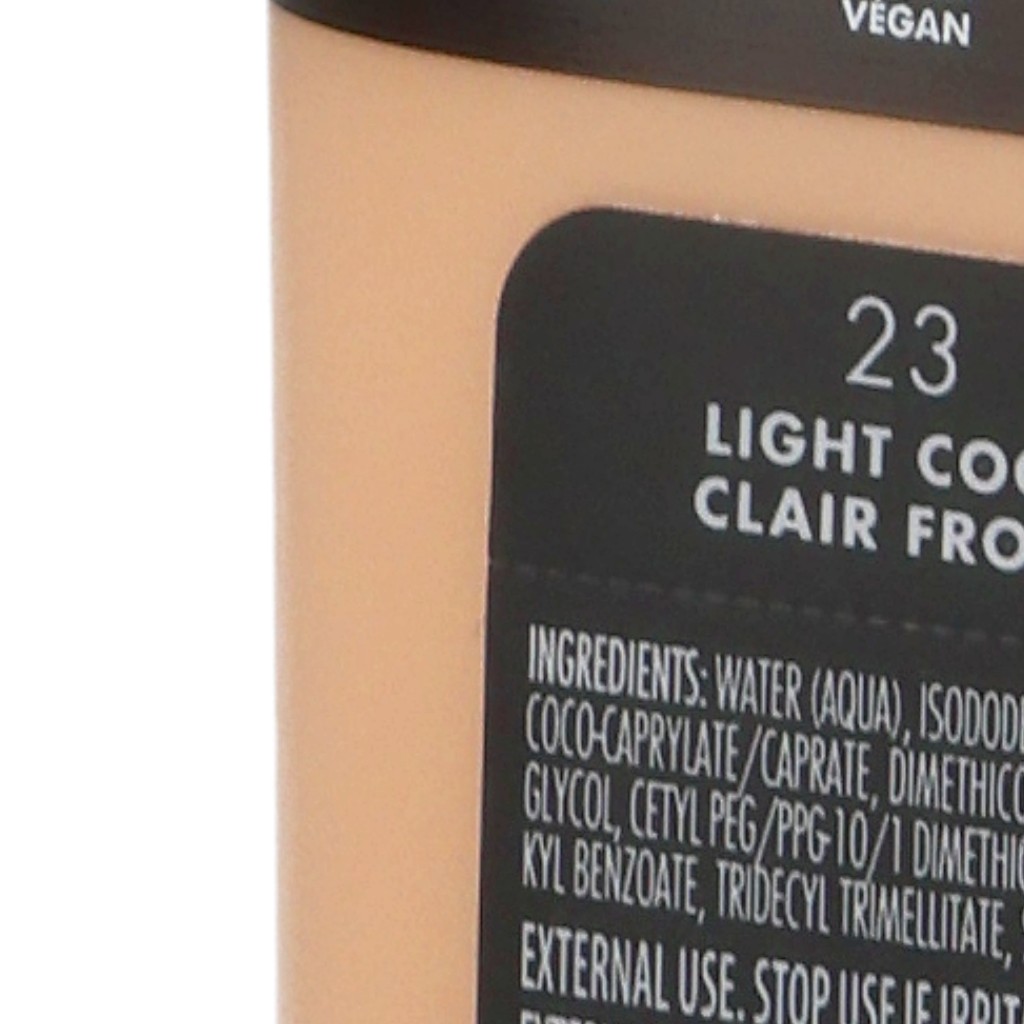 VÉGAN
23
LIGHT COO
CLAIR FRO
INGREDIENTS: WATER (AQUA), ISODODE
COCO-CAPRYLATE/CAPRATE, DIMETHICO
GLYCOL, CETYL PEG/PPG-10/1 DIMETHIC
KYL BENZOATE, TRIDECYL TRIMELLITATE,
EXTERNAL USE. STOP USE IF IRRIT